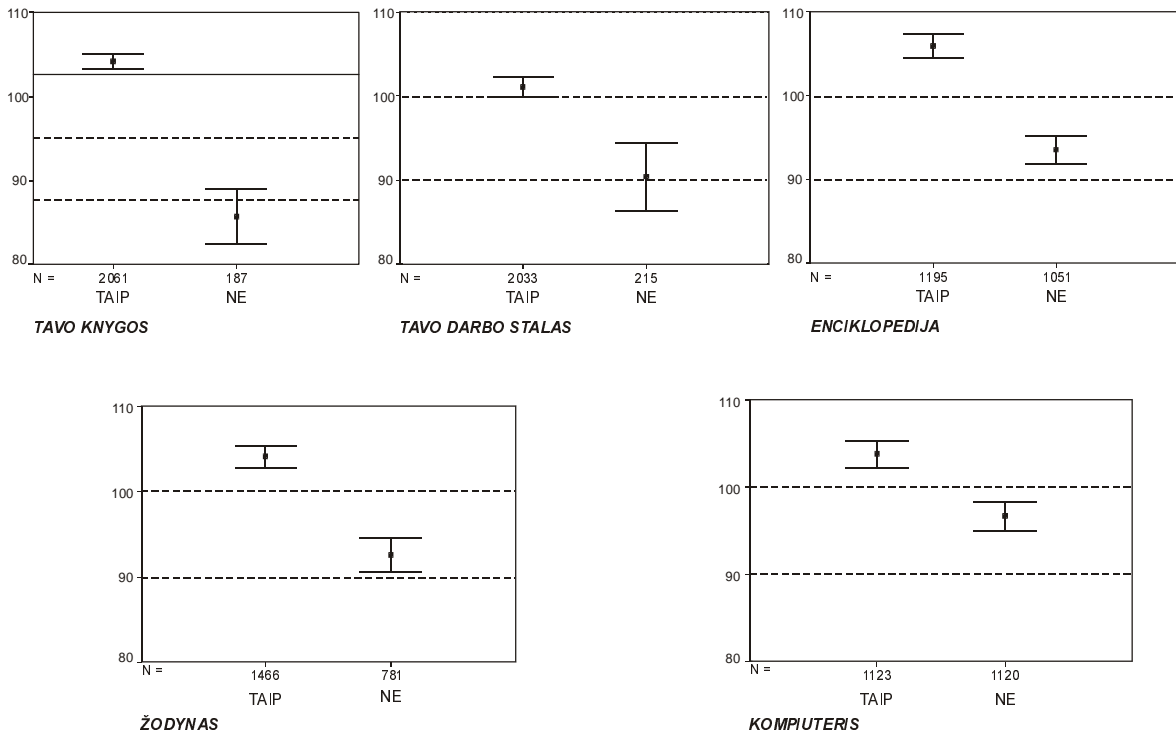 110
100
90
80
N =
2061
187
TAIP
NE
TAVO KNYGOS
110
100
90
80
N =
2033
215
TAIP
NE
TAVO DARBO STALAS
110
100
90
80
N =
1195
1051
TAIP
NE
ENCIKLOPEDIJA
110
100
90
80
N =
1466
781
TAIP
NE
ŽODYNAS
110
100
90
80
N =
1123
1120
TAIP
NE
KOMPIUTERIS